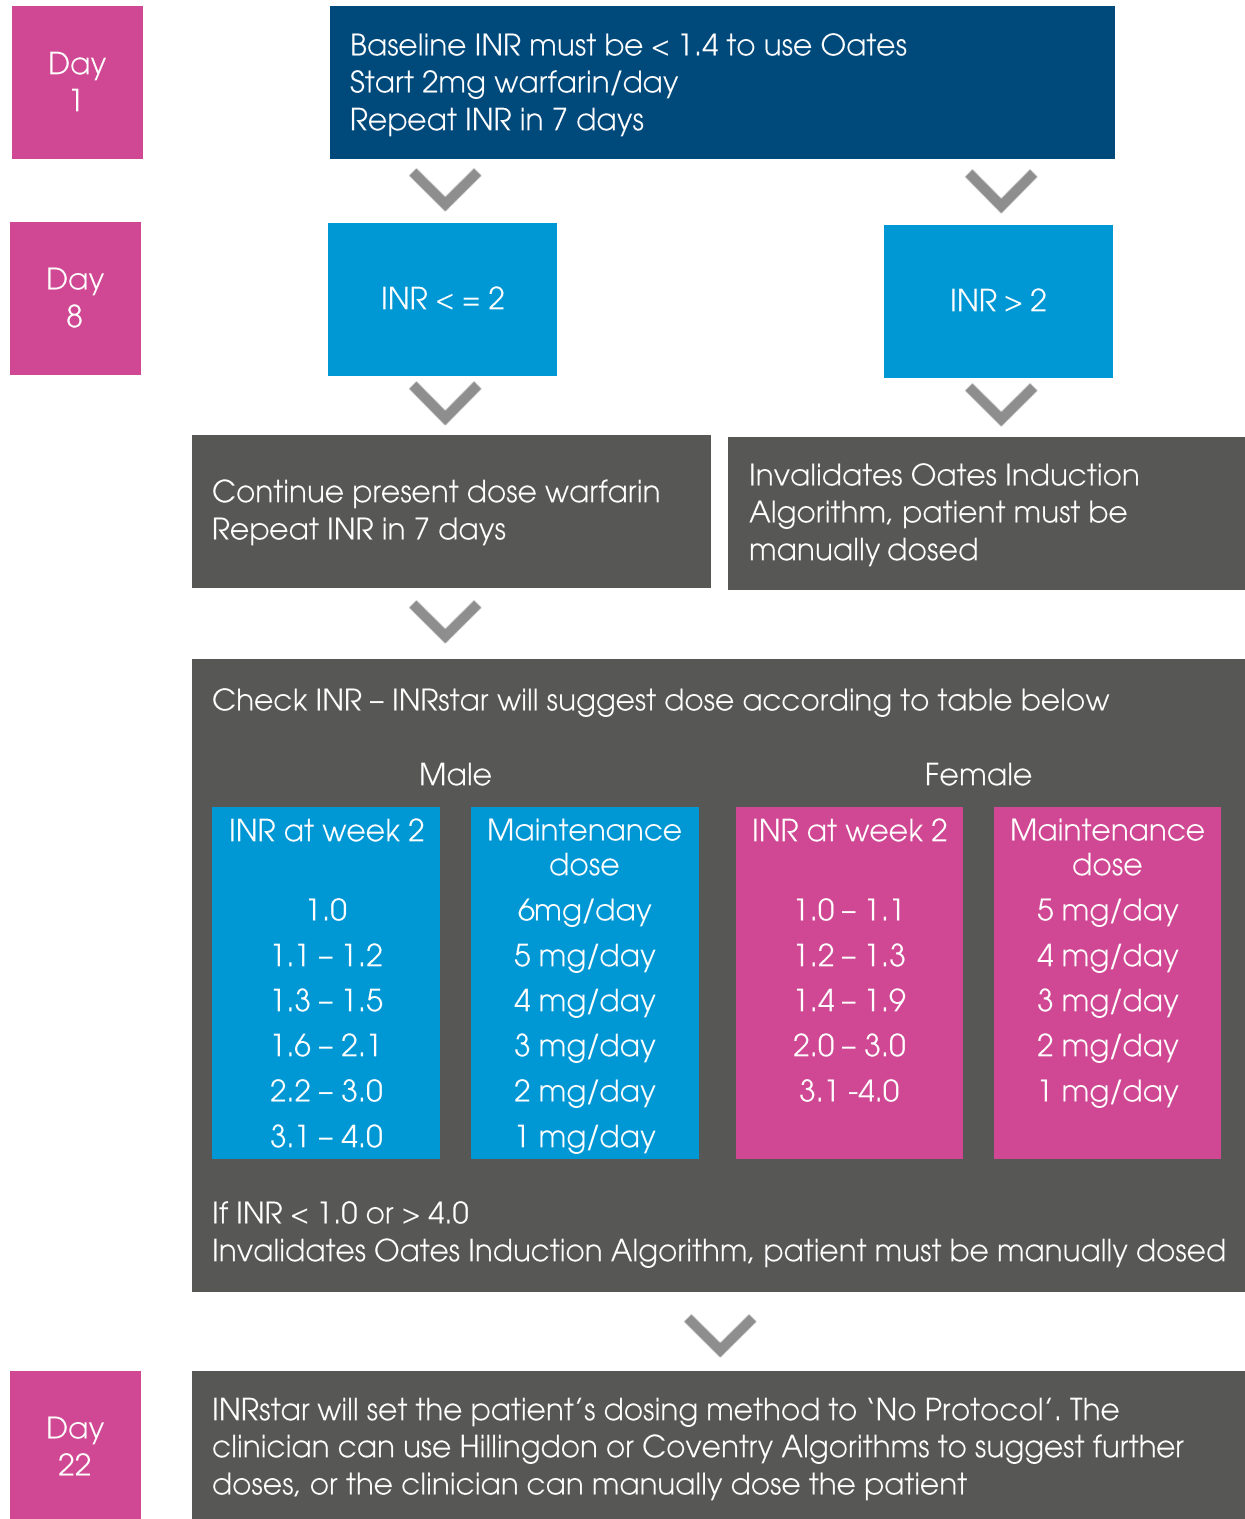 Day
1
Baseline INR must be < 1.4 to use Oates
Start 2mg warfarin/day
Repeat INR in 7 days
Day
8
INR < = 2
INR > 2
Continue present dose warfarin
Repeat INR in 7 days
Invalidates Oates Induction
Algorithm, patient must be
manually dosed
Check INR – INRstar will suggest dose according to table below
Male
Female
INR at week 2
Maintenance
dose
1.0
6mg/day
1.1 – 1.2
5 mg/day
1.3 – 1.5
4 mg/day
1.6 – 2.1
3 mg/day
2.2 – 3.0
2 mg/day
3.1 – 4.0
1 mg/day
INR at week 2
Maintenance
dose
1.0 – 1.1
5 mg/day
1.2 – 1.3
4 mg/day
1.4 – 1.9
3 mg/day
2.0 – 3.0
2 mg/day
3.1 -4.0
1 mg/day
If INR < 1.0 or > 4.0
Invalidates Oates Induction Algorithm, patient must be manually dosed
Day
22
INRstar will set the patient’s dosing method to ‘No Protocol’. The
clinician can use Hillingdon or Coventry Algorithms to suggest further
doses, or the clinician can manually dose the patient